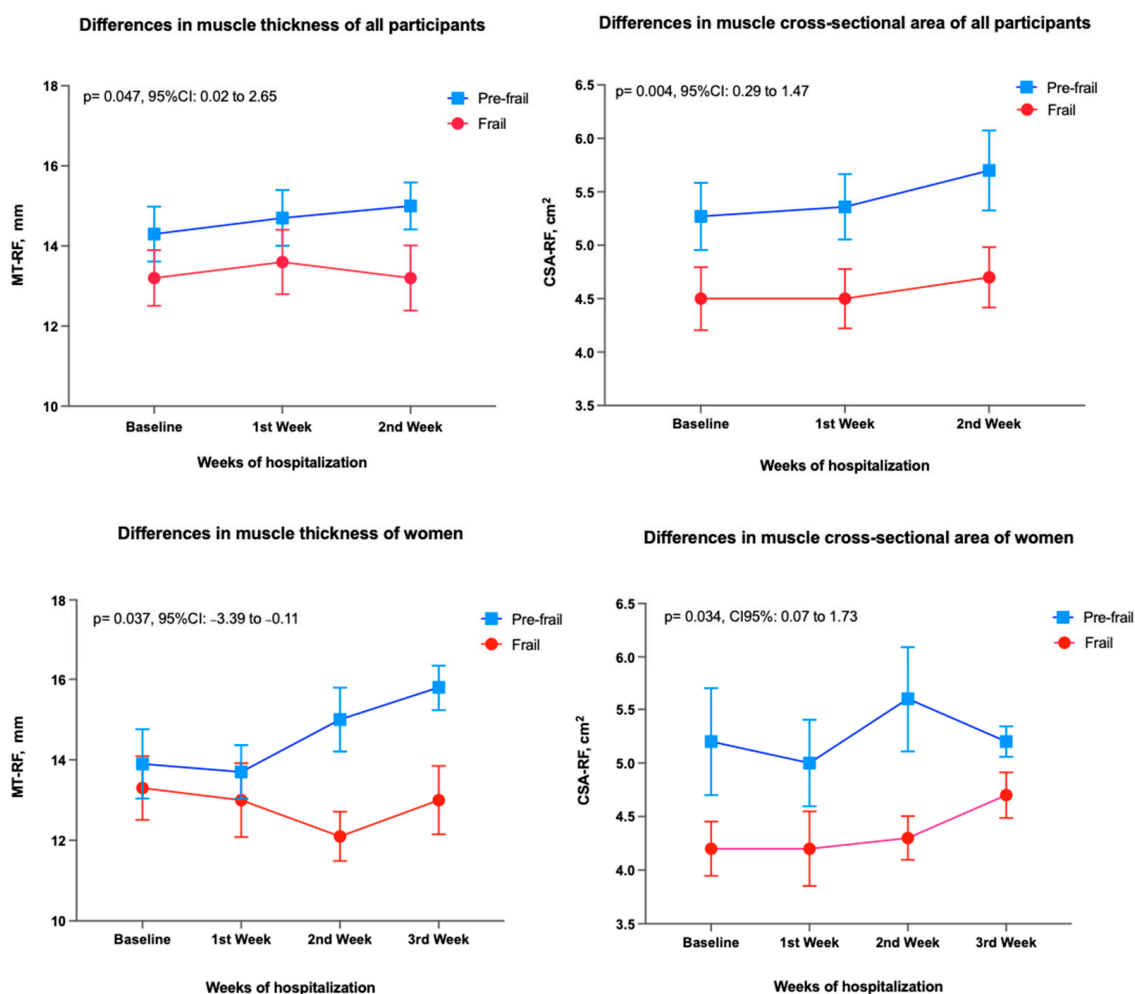 Differences in muscle thickness of all participants
18
16
14
12
10
MT-RF, mm
p= 0.047, 95%CI: 0.02 to 2.65
Pre-frail
Frail
Baseline
1st Week
2nd Week
Weeks of hospitalization
Differences in muscle cross-sectional area of all participants
6.5
6.0
5.5
5.0
4.5
4.0
3.5
CSA-RF, cm²
p= 0.004, 95%CI: 0.29 to 1.47
Pre-frail
Frail
Baseline
1st Week
2nd Week
Weeks of hospitalization
Differences in muscle thickness of women
18
16
14
12
10
MT-RF, mm
p= 0.037, 95%CI: −3.39 to −0.11
Pre-frail
Frail
Baseline
1st Week
2nd Week
3rd Week
Weeks of hospitalization
Differences in muscle cross-sectional area of women
6.5
6.0
5.5
5.0
4.5
4.0
3.5
CSA-RF, cm²
p= 0.034, CI95%: 0.07 to 1.73
Pre-frail
Frail
Baseline
1st Week
2nd Week
3rd Week
Weeks of hospitalization